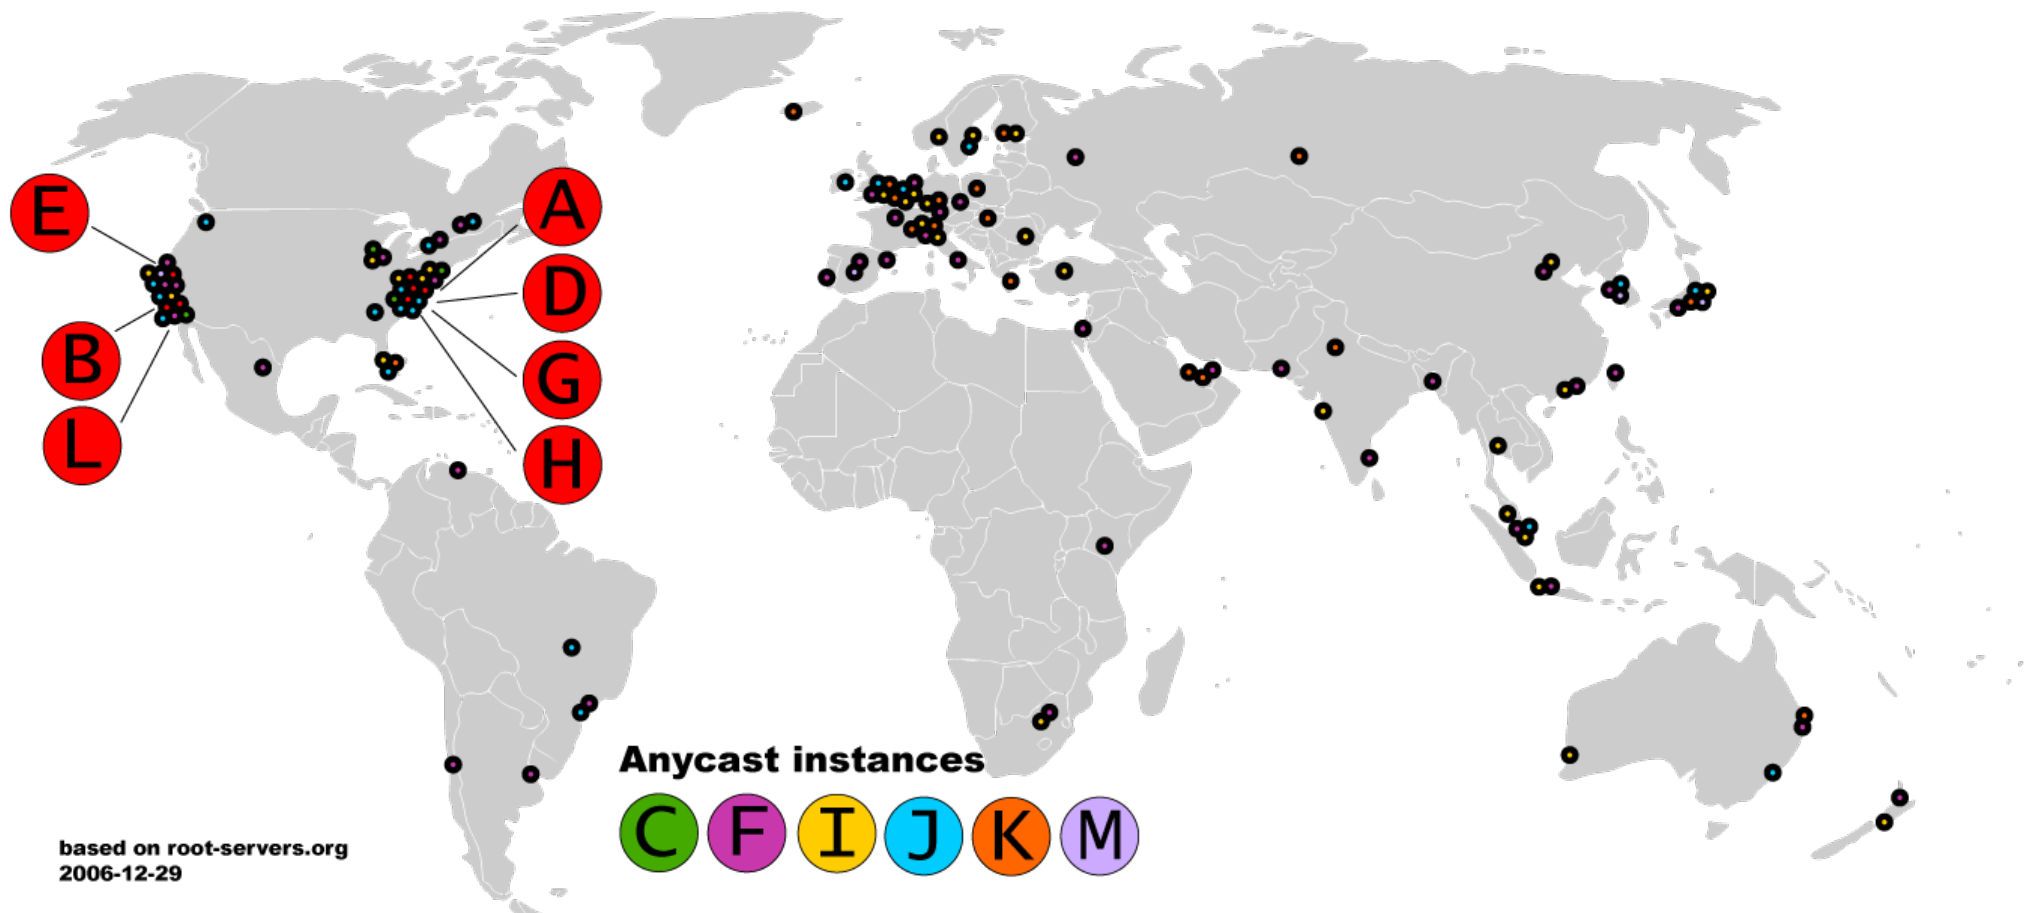 E
A
D
B
G
L
H
Anycast instances
C F I J K M
based on root-servers.org
2006-12-29